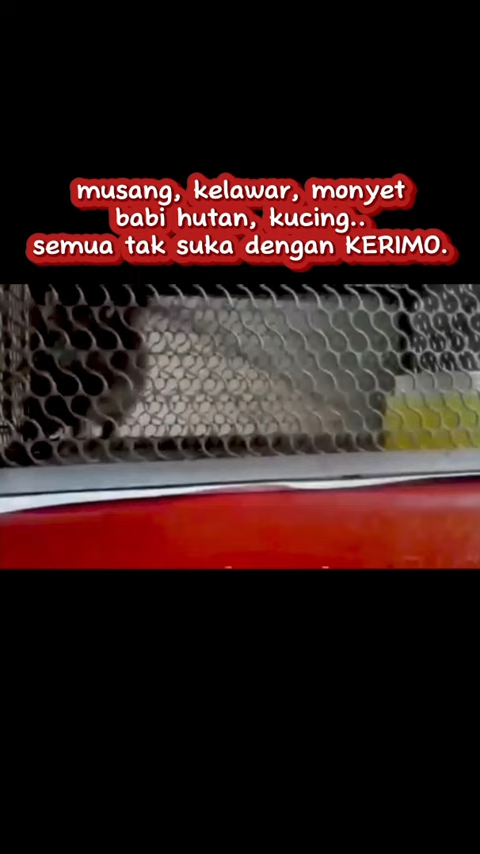 musang, kelawar, monyet
babi hutan, kucing..
semua tak suka dengan KERIMO.